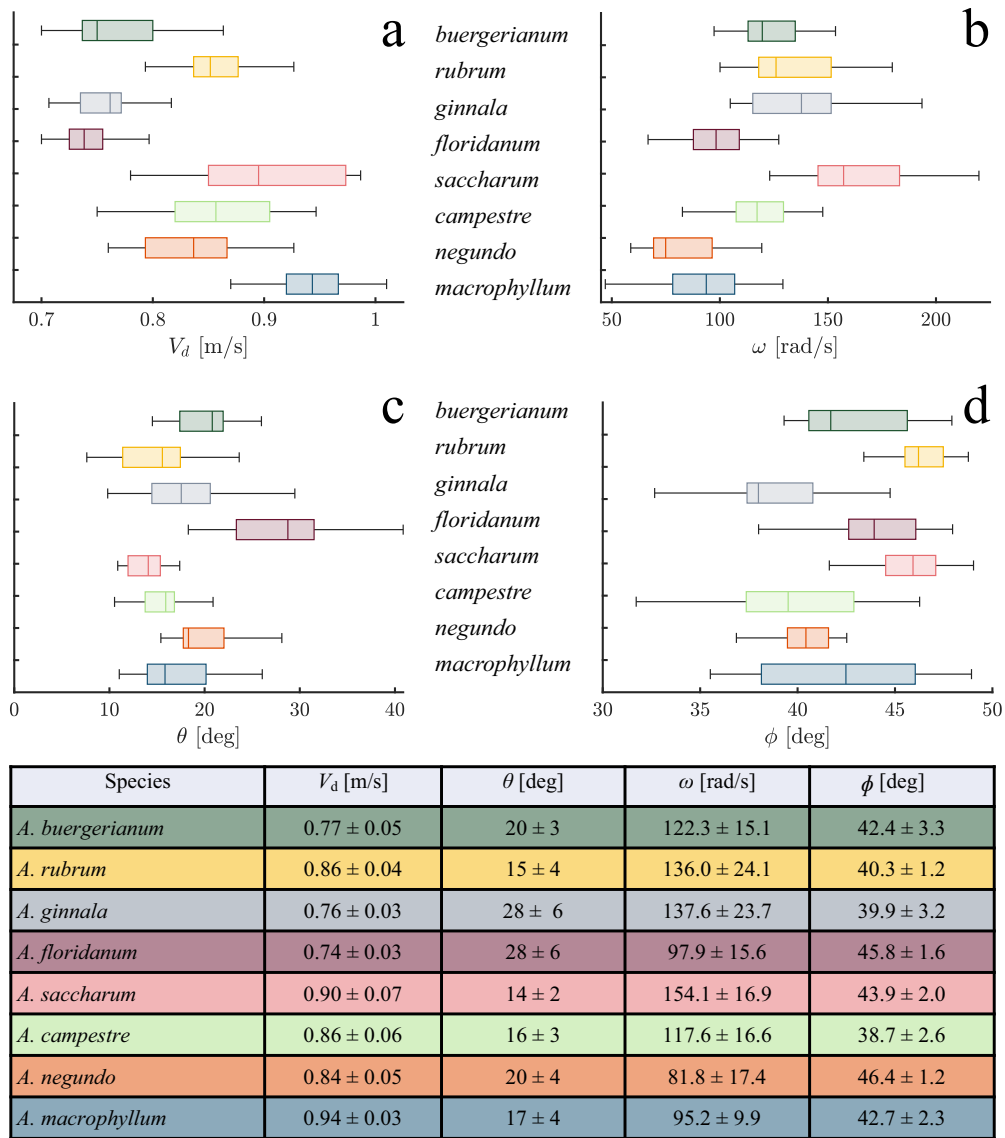 a
buergerianum
rubrum
ginnala
floridanum
saccharum
campestre
negundo
macrophyllum
b
0.7 0.8 0.9 1
V_d [m/s]
50 100 150 200
ω [rad/s]
c
buergerianum
rubrum
ginnala
floridanum
saccharum
campestre
negundo
macrophyllum
d
0 10 20 30 40
θ [deg]
30 35 40 45 50
ϕ [deg]
Species V_d [m/s] θ [deg] ω [rad/s] ϕ [deg]
A. buergerianum 0.77 ± 0.05 20 ± 3 122.3 ± 15.1 42.4 ± 3.3
A. rubrum 0.86 ± 0.04 15 ± 4 136.0 ± 24.1 40.3 ± 1.2
A. ginnala 0.76 ± 0.03 28 ± 6 137.6 ± 23.7 39.9 ± 3.2
A. floridanum 0.74 ± 0.03 28 ± 6 97.9 ± 15.6 45.8 ± 1.6
A. saccharum 0.90 ± 0.07 14 ± 2 154.1 ± 16.9 43.9 ± 2.0
A. campestre 0.86 ± 0.06 16 ± 3 117.6 ± 16.6 38.7 ± 2.6
A. negundo 0.84 ± 0.05 20 ± 4 81.8 ± 17.4 46.4 ± 1.2
A. macrophyllum 0.94 ± 0.03 17 ± 4 95.2 ± 9.9 42.7 ± 2.3